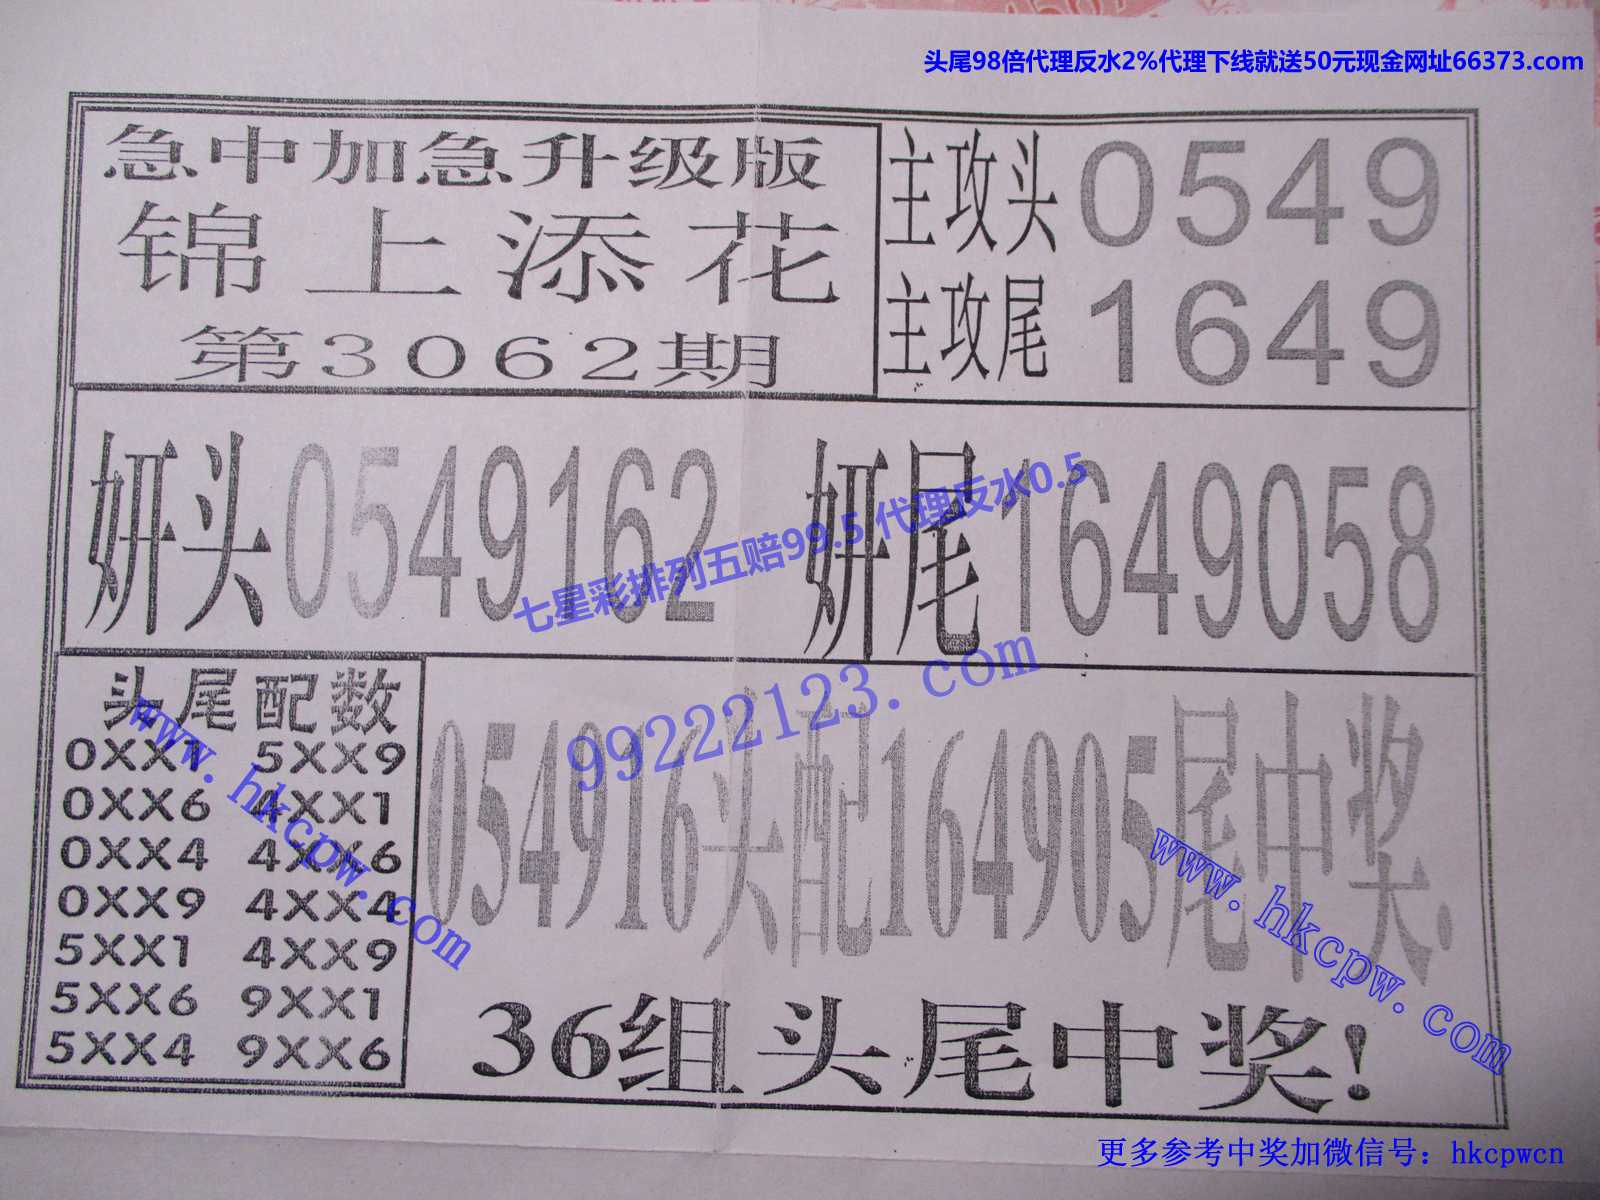 头尾98倍代理反水2%代理下线就送50元现金网址66373.com
急中加急升级版
锦上添花
第3062期
主攻头0549
主攻尾1649
妍头0549162
妍尾1649058
七星彩排列五赔99.5 代理反水0.5
99222123.com
头尾配数
0XX1 5XX9
0XX6 4XX1
0XX4 4XX6
0XX9 4XX4
5XX1 4XX9
5XX6 9XX1
5XX4 9XX6
www.hkcpw.com
054916头配164905尾中奖.
www.hkcpw.com
36组头尾中奖!
更多参考中奖加微信号：hkcpwcn